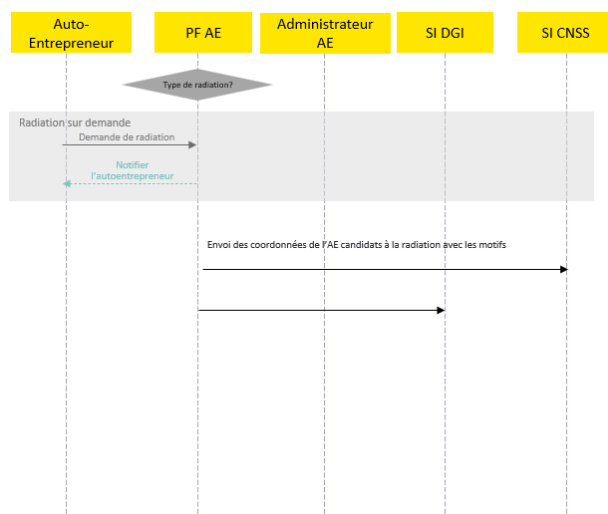 Auto-
Entrepreneur
PF AE
Administrateur
AE
SI DGI
SI CNSS
Type de radiation?
Radiation sur demande
Demande de radiation
Notifier
l'autoentrepreneur
Envoi des coordonnées de l'AE candidats à la radiation avec les motifs